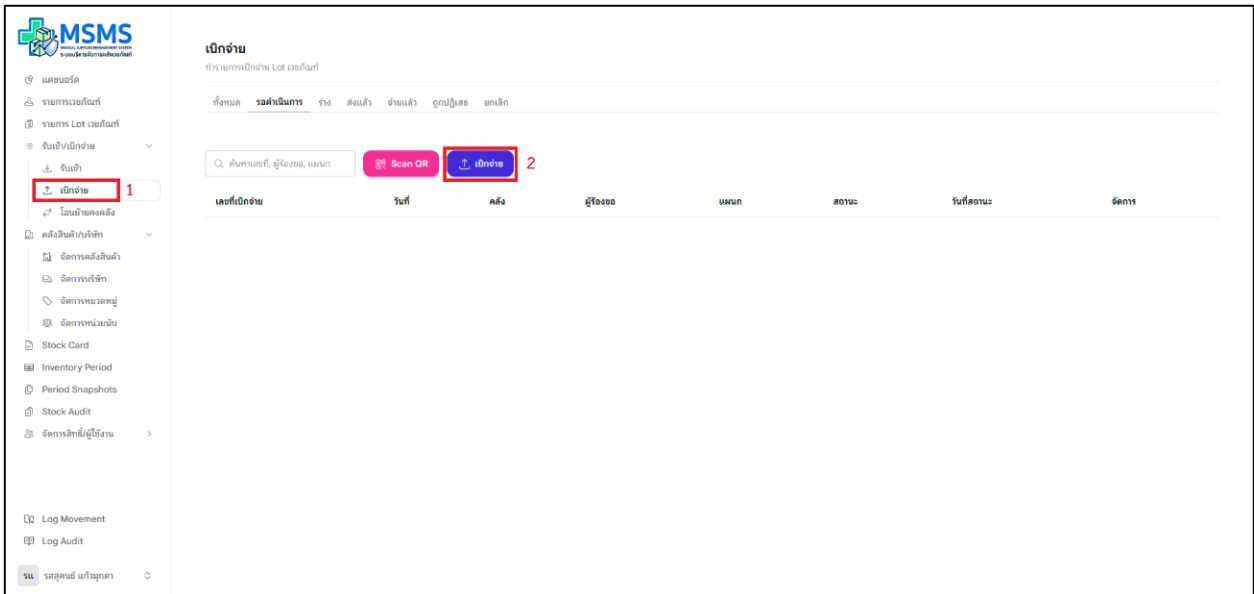 MSMS
MEDICAL SUPPLIES MANAGEMENT SYSTEM
ระบบบริหารจัดการคลังเวชภัณฑ์
แดชบอร์ด
รายการเวชภัณฑ์
รายการ Lot เวชภัณฑ์
รับเข้า/เบิกจ่าย
รับเข้า
เบิกจ่าย 1
โอนย้ายคงคลัง
คลังสินค้า/บริษัท
จัดการคลังสินค้า
จัดการบริษัท
จัดการหมวดหมู่
จัดการหน่วยนับ
Stock Card
Inventory Period
Period Snapshots
Stock Audit
จัดการสิทธิ์/ผู้ใช้งาน
Log Movement
Log Audit
รแ รสสุคนธ์ แก้วมุกดา
เบิกจ่าย
ทำรายการเบิกจ่าย Lot เวชภัณฑ์
ทั้งหมด รอดำเนินการ ร่าง ส่งแล้ว จ่ายแล้ว ถูกปฏิเสธ ยกเลิก
ค้นหาเลขที่, ผู้ร้องขอ, แผนก Scan QR เบิกจ่าย 2
เลขที่เบิกจ่าย วันที่ คลัง ผู้ร้องขอ แผนก สถานะ วันที่สถานะ จัดการ